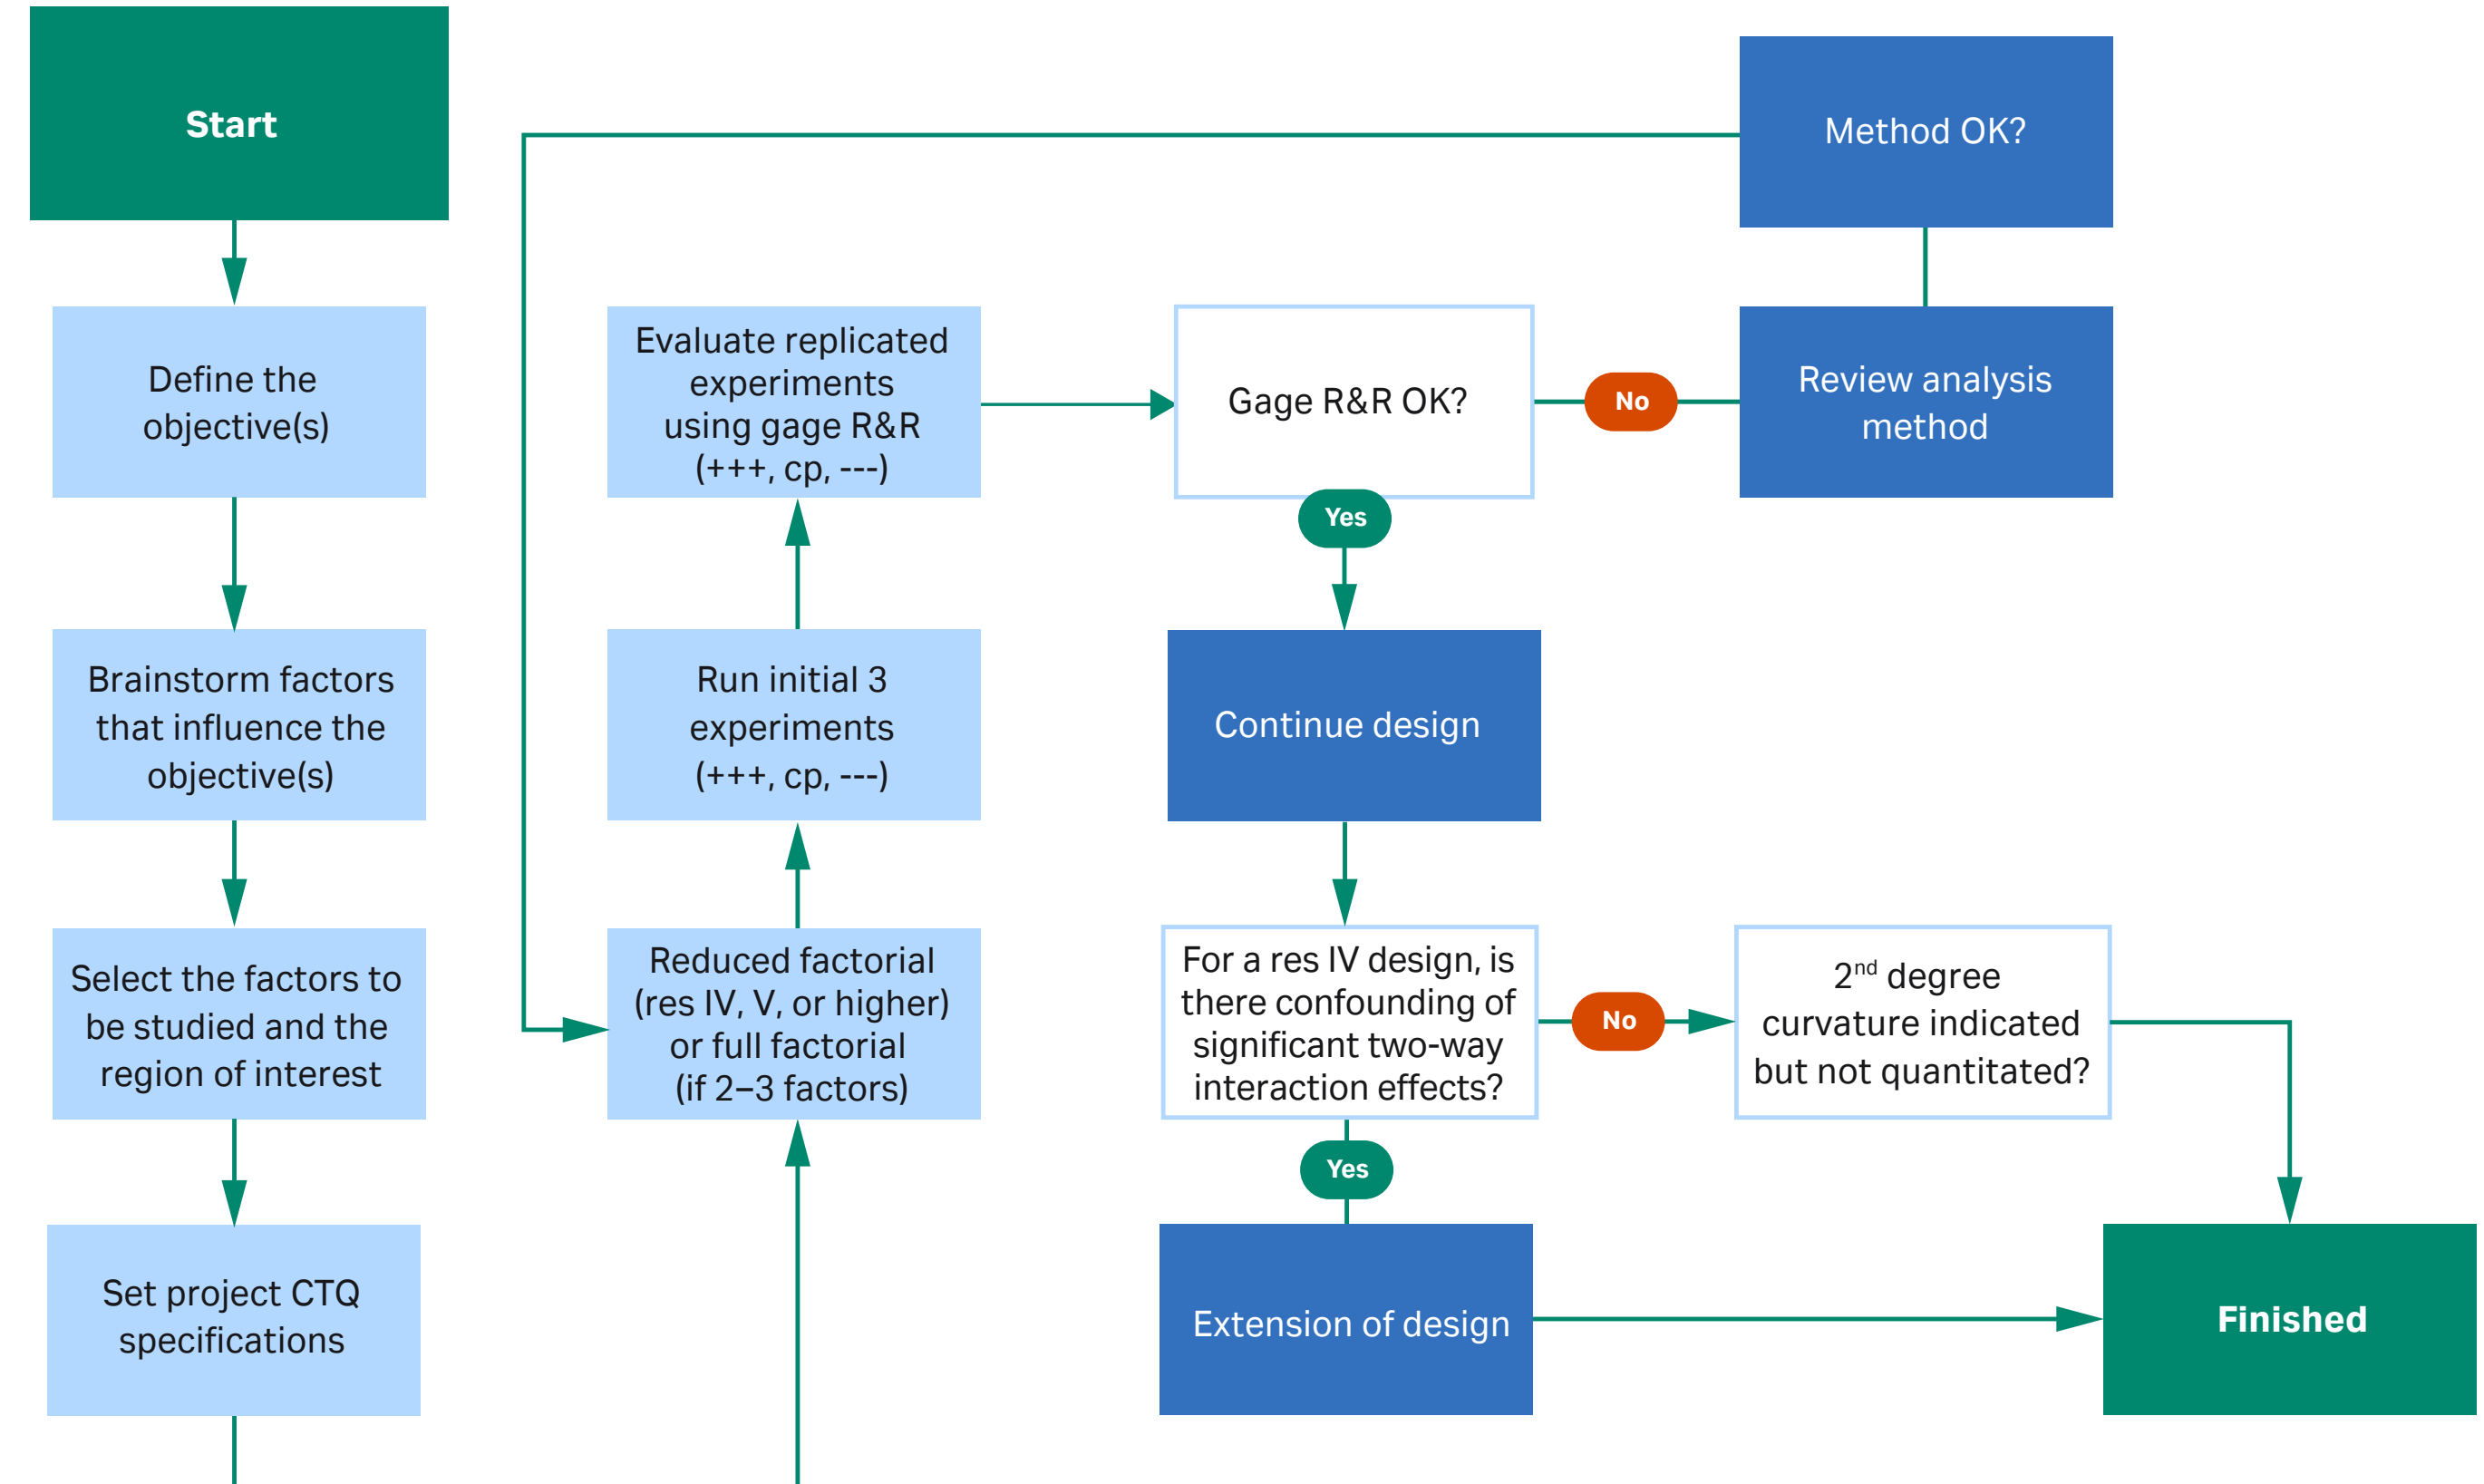 Start
Define the
objective(s)
Brainstorm factors
that influence the
objective(s)
Select the factors to
be studied and the
region of interest
Set project CTQ
specifications
Reduced factorial
(res IV, V, or higher)
or full factorial
(if 2–3 factors)
Run initial 3
experiments
(+++, cp, ---)
Evaluate replicated
experiments
using gage R&R
(+++, cp, ---)
Gage R&R OK?
No
Review analysis
method
Method OK?
Yes
Continue design
For a res IV design, is
there confounding of
significant two-way
interaction effects?
No
2nd degree
curvature indicated
but not quantitated?
Yes
Extension of design
Finished